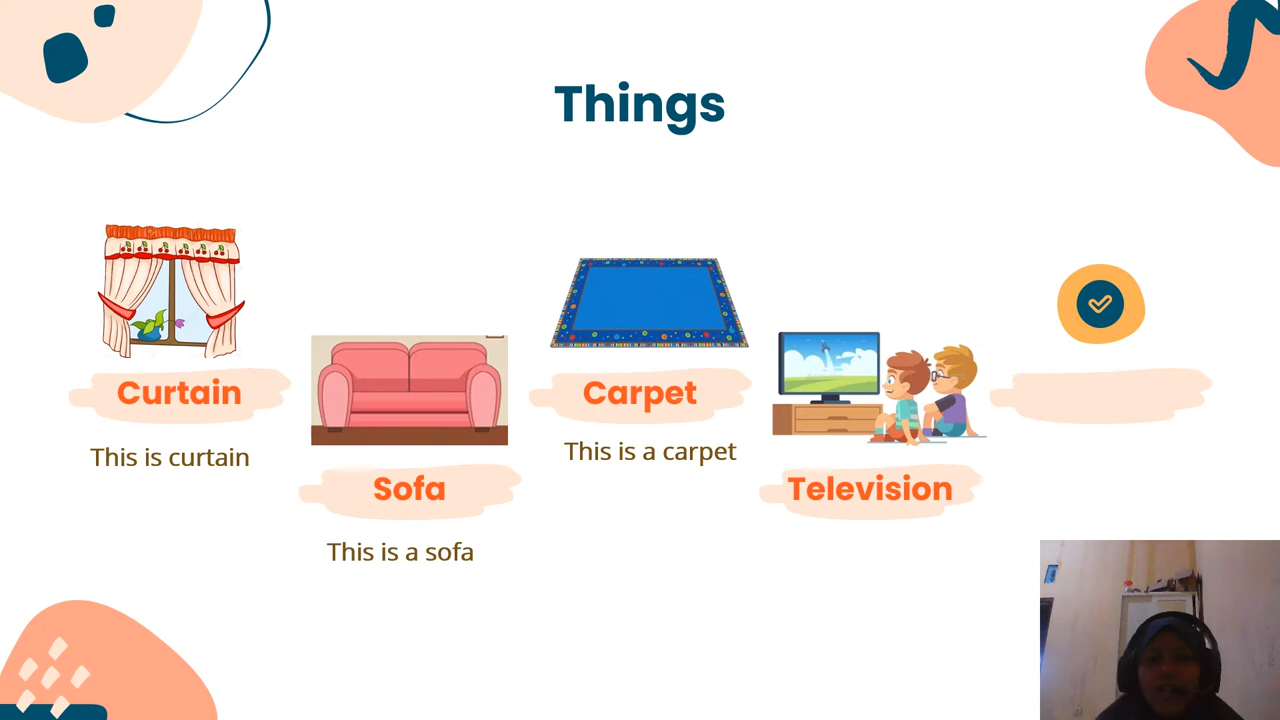 Things
Curtain
This is curtain
Sofa
This is a sofa
Carpet
This is a carpet
Television